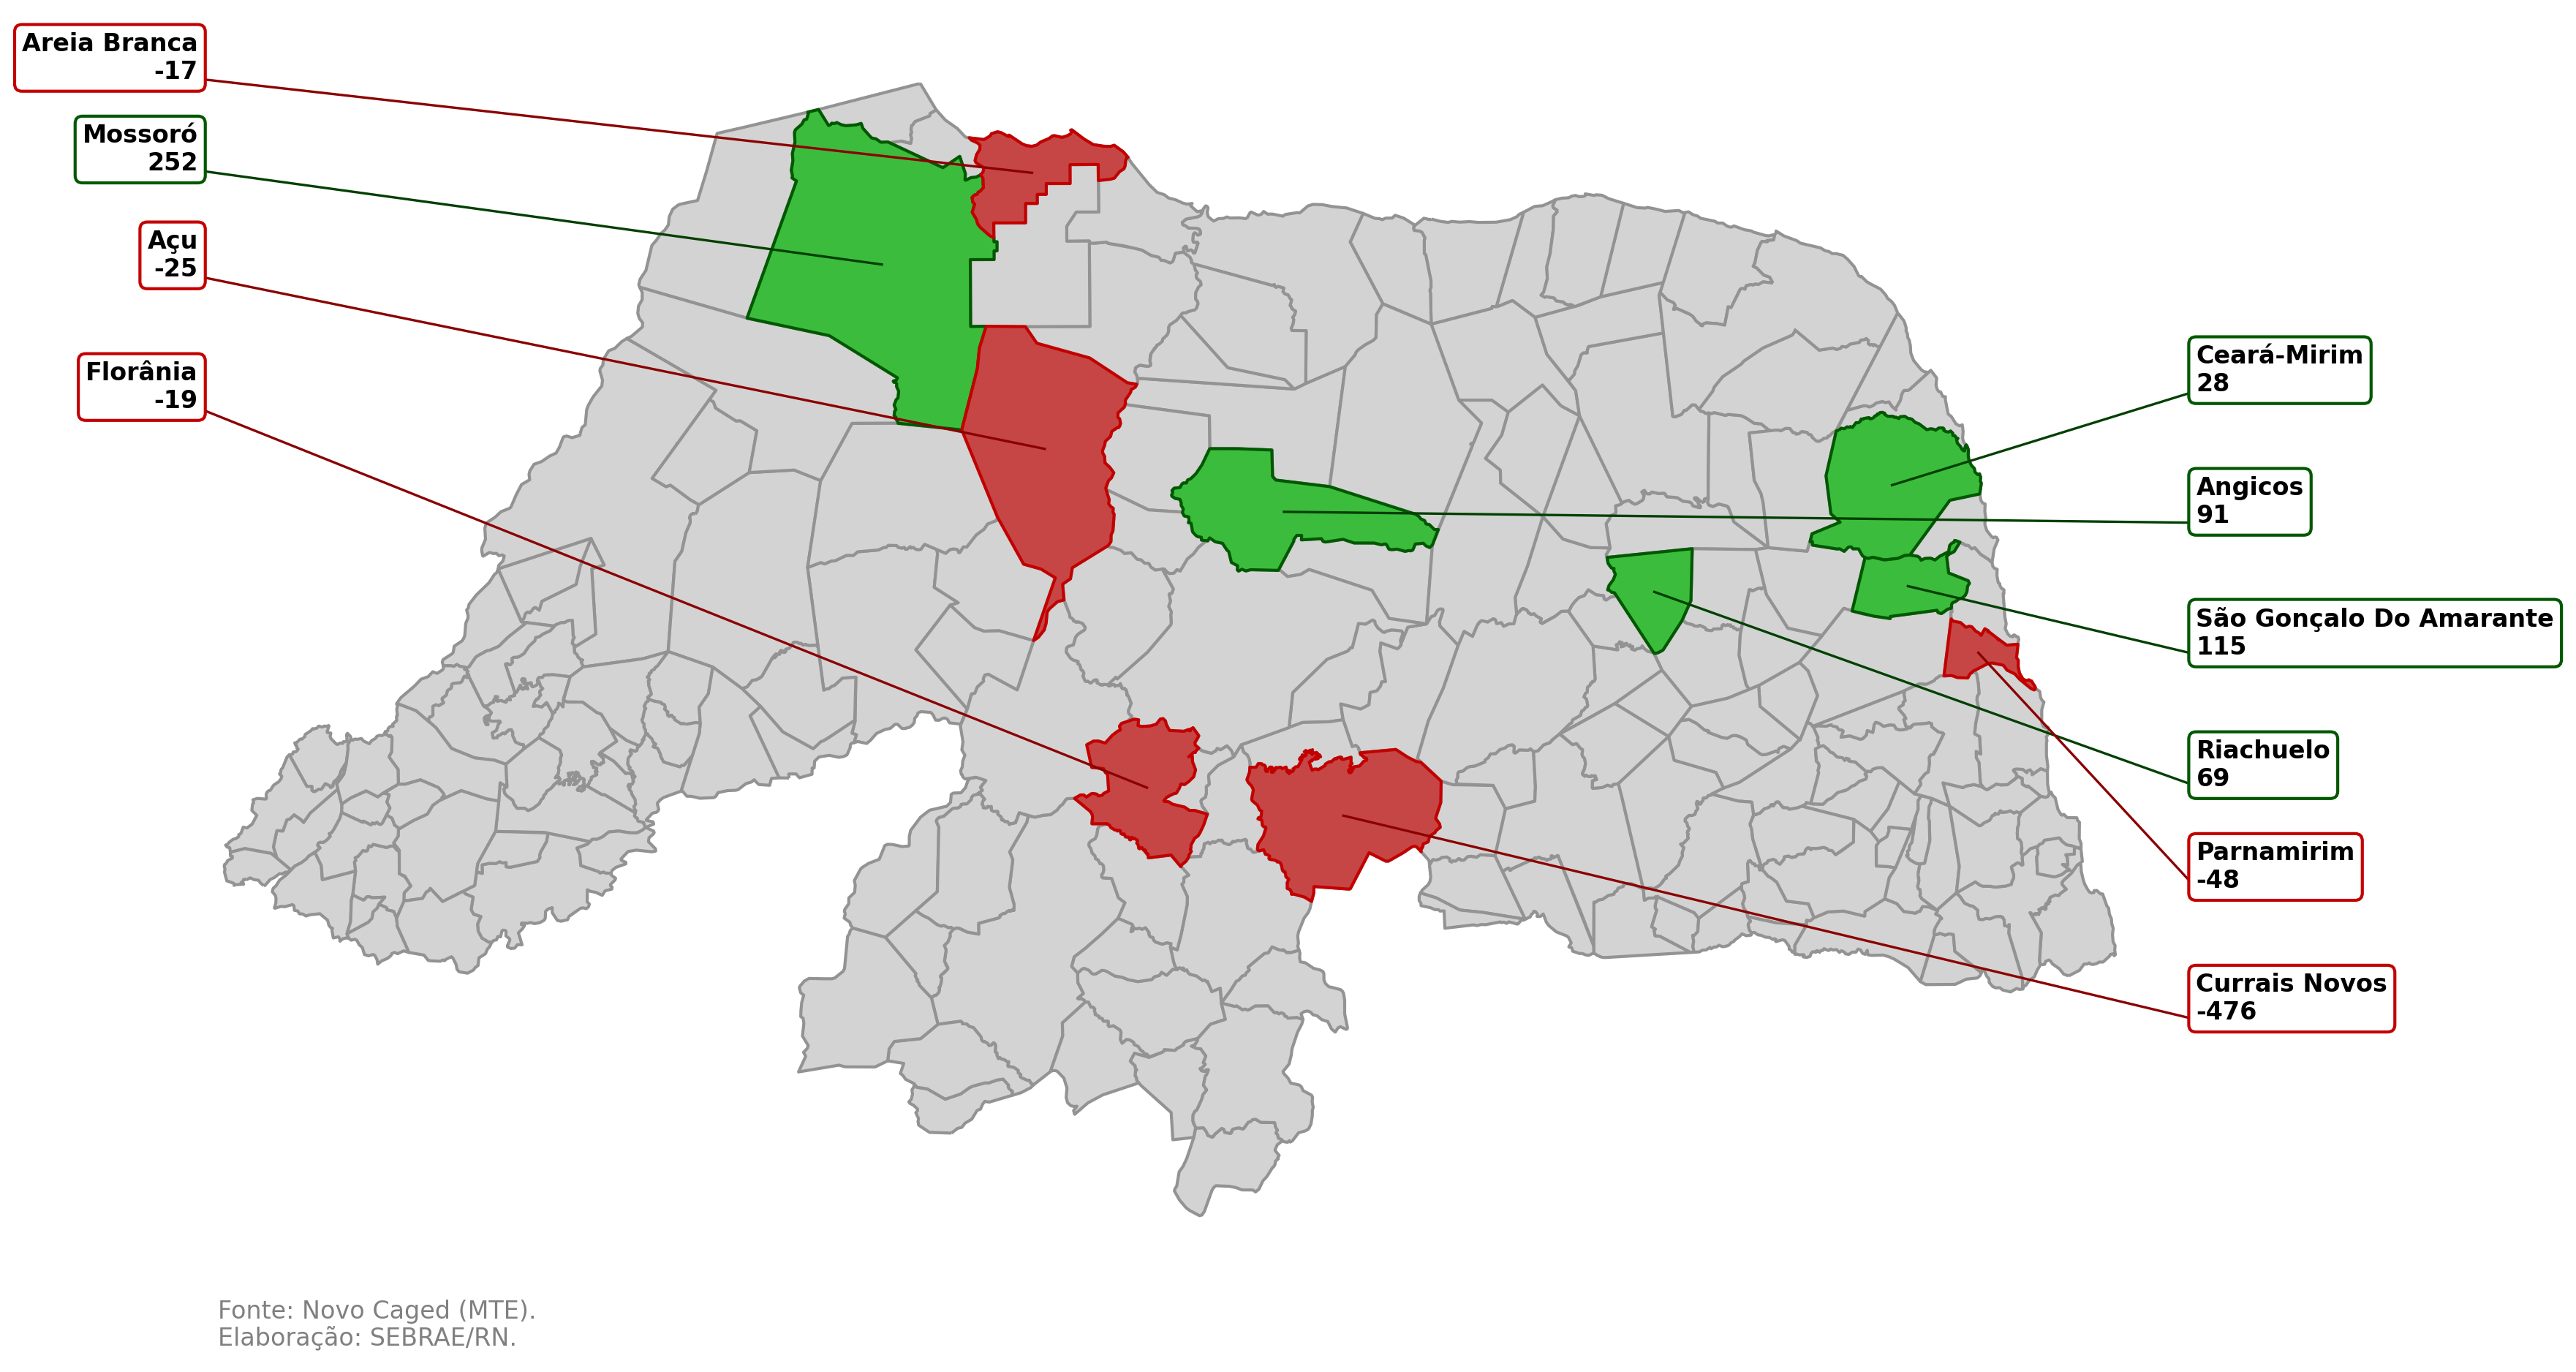 Areia Branca
-17
Mossoró
252
Açu
-25
Florânia
-19
Ceará-Mirim
28
Angicos
91
São Gonçalo Do Amarante
115
Riachuelo
69
Parnamirim
-48
Currais Novos
-476
Fonte: Novo Caged (MTE).
Elaboração: SEBRAE/RN.